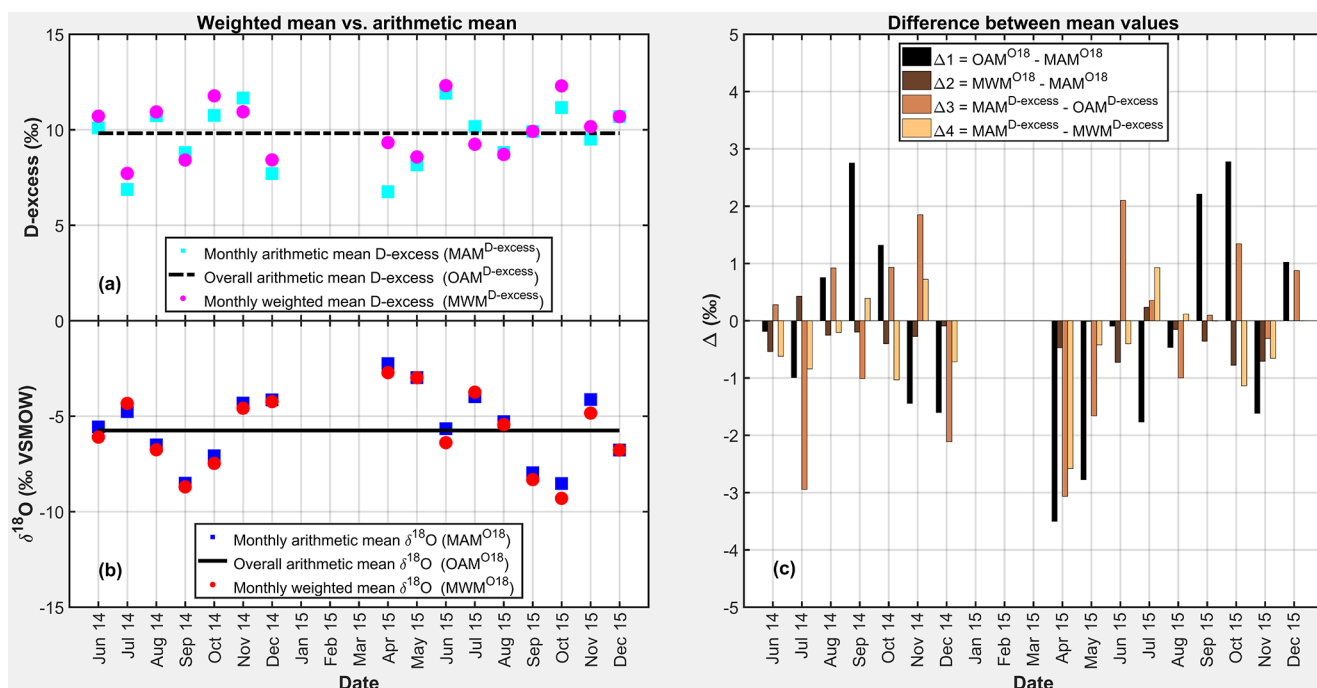 Weighted mean vs. arithmetic mean
15
10
5
0
D-excess (‰)
Monthly arithmetic mean D-excess (MAM^D-excess)
Overall arithmetic mean D-excess (OAM^D-excess)
Monthly weighted mean D-excess (MWM^D-excess)
(a)
-5
-10
-15
δ^18O (‰ VSMOW)
Monthly arithmetic mean δ^18O (MAM^O18)
Overall arithmetic mean δ^18O (OAM^O18)
Monthly weighted mean δ^18O (MWM^O18)
(b)
Jun 14
Jul 14
Aug 14
Sep 14
Oct 14
Nov 14
Dec 14
Jan 15
Feb 15
Mar 15
Apr 15
May 15
Jun 15
Jul 15
Aug 15
Sep 15
Oct 15
Nov 15
Dec 15
Date
Difference between mean values
5
4
3
2
1
0
-1
-2
-3
-4
-5
Δ (‰)
Δ1 = OAM^O18 - MAM^O18
Δ2 = MWM^O18 - MAM^O18
Δ3 = MAM^D-excess - OAM^D-excess
Δ4 = MAM^D-excess - MWM^D-excess
(c)
Jun 14
Jul 14
Aug 14
Sep 14
Oct 14
Nov 14
Dec 14
Jan 15
Feb 15
Mar 15
Apr 15
May 15
Jun 15
Jul 15
Aug 15
Sep 15
Oct 15
Nov 15
Dec 15
Date